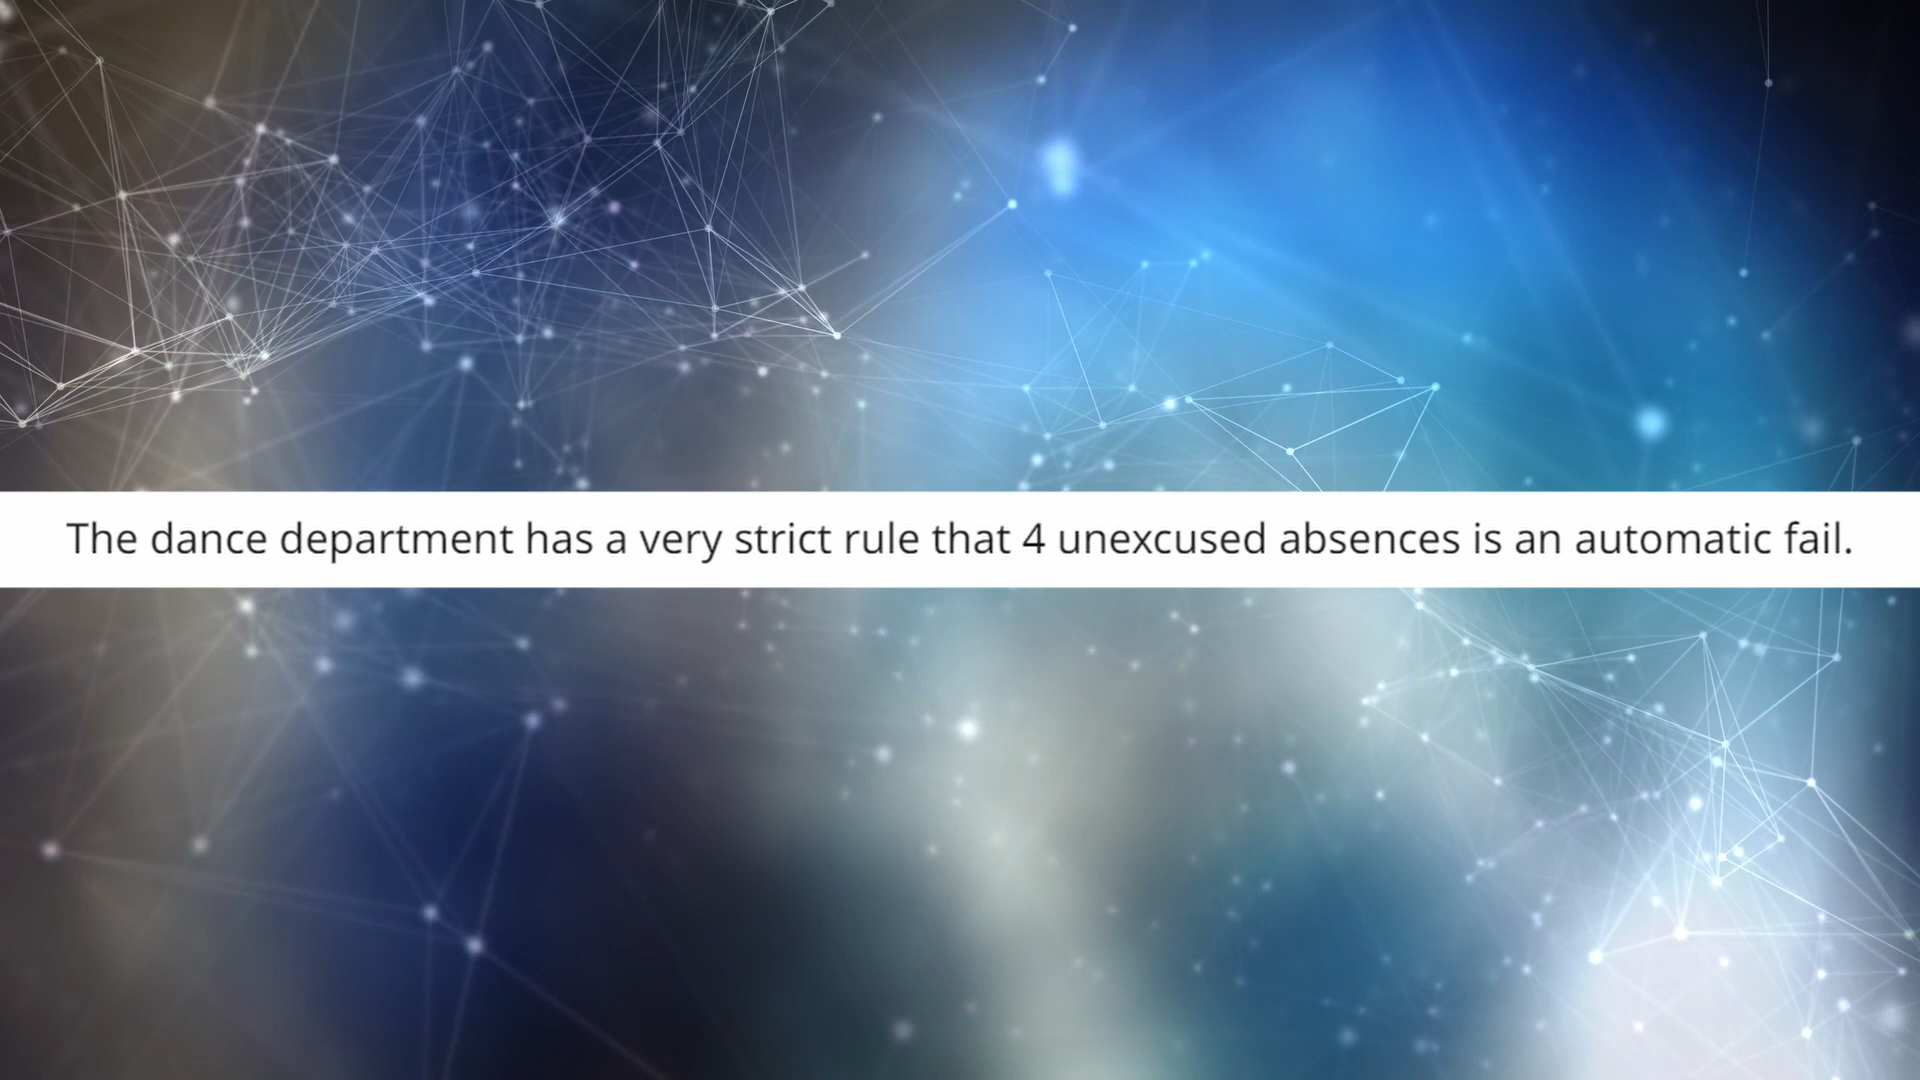 The dance department has a very strict rule that 4 unexcused absences is an automatic fail.